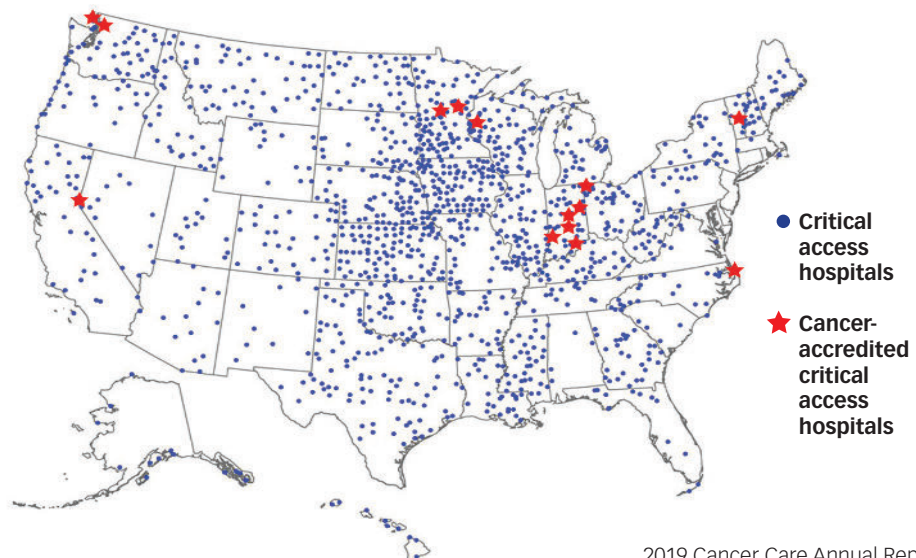 Critical
access
hospitals
Cancer-
accredited
critical
access
hospitals
2019 Cancer Care Annual Rep